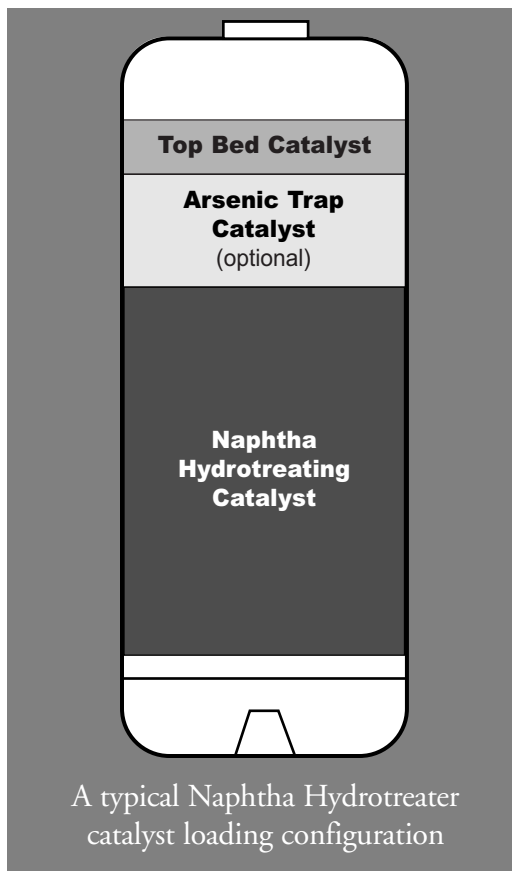 Top Bed Catalyst
Arsenic Trap
Catalyst
(optional)
Naphtha
Hydrotreating
Catalyst
A typical Naphtha Hydrotreater
catalyst loading configuration